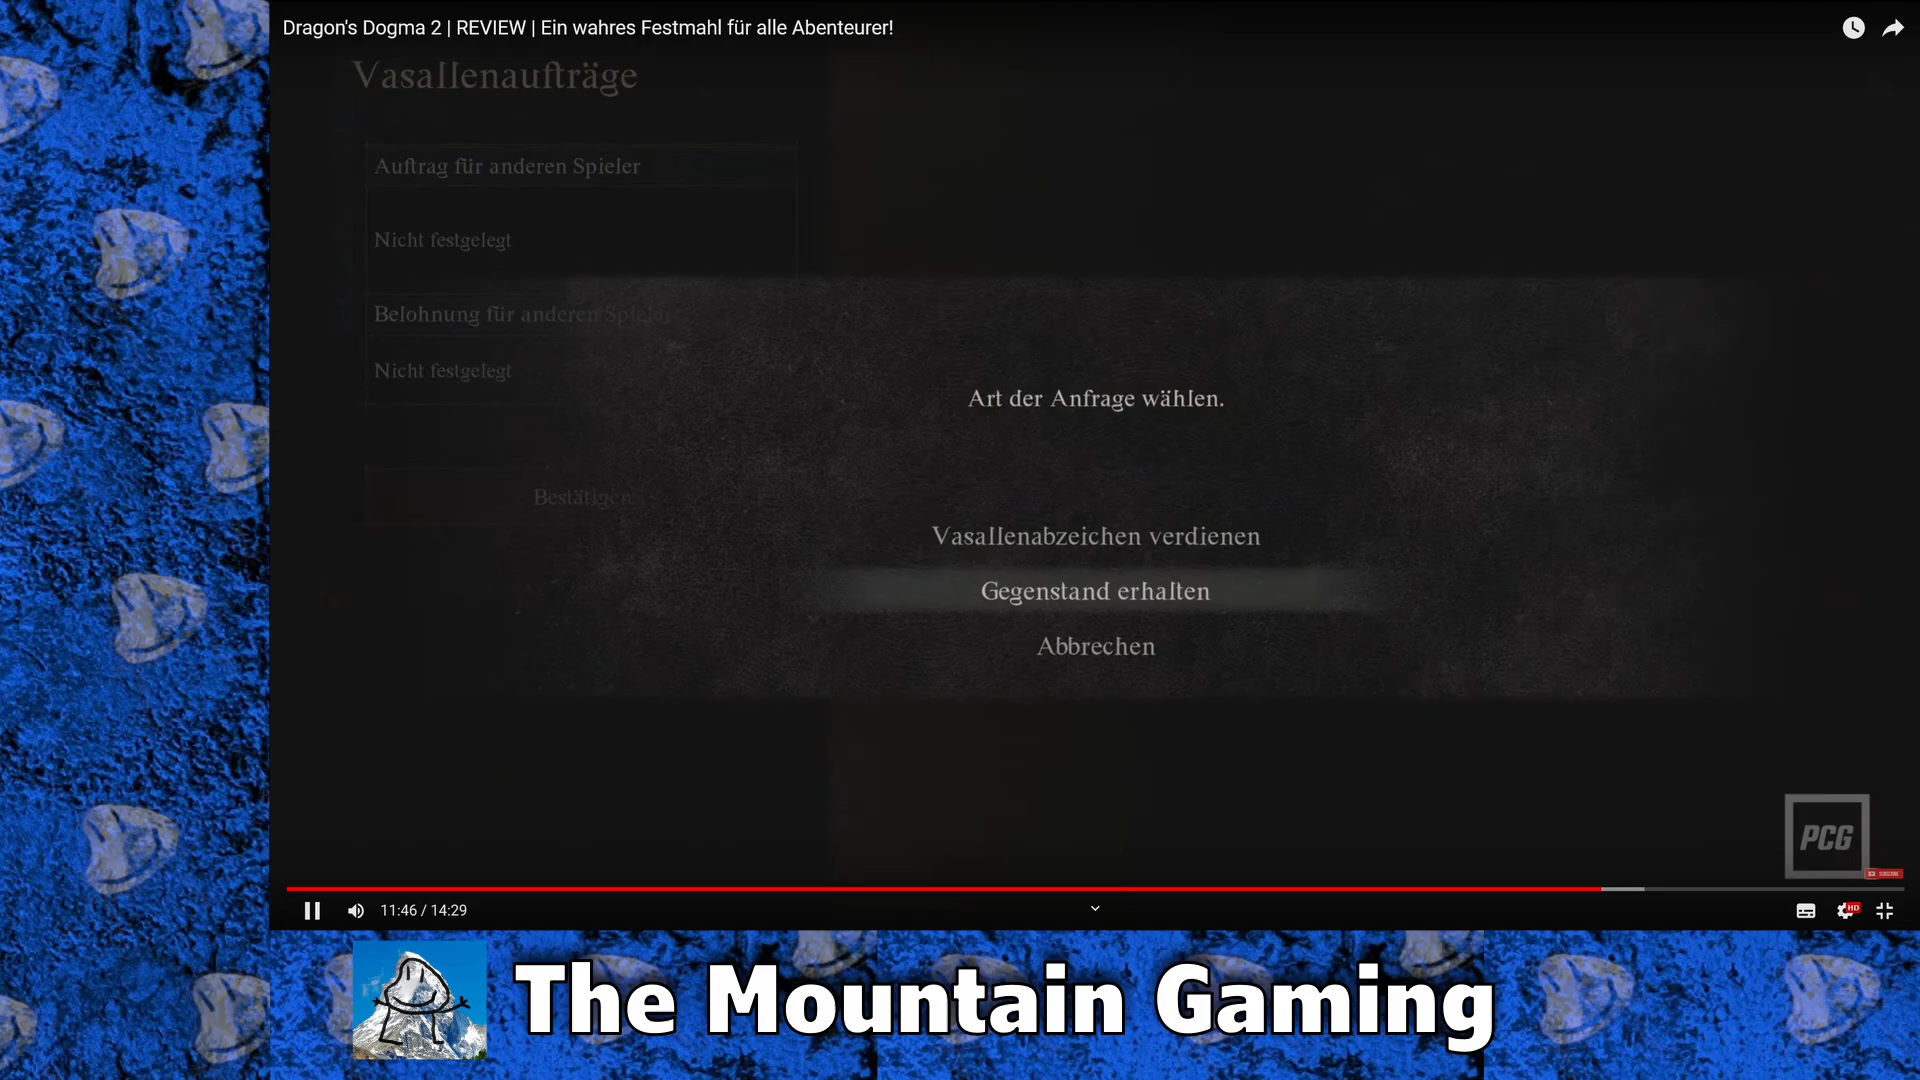 Dragon's Dogma 2 | REVIEW | Ein wahres Festmahl für alle Abenteurer!
Vasallenaufträge
Auftrag für anderen Spieler
Nicht festgelegt
Belohnung für anderen Spieler
Nicht festgelegt
Bestätigen
Art der Anfrage wählen.
Vasallenabzeichen verdienen
Gegenstand erhalten
Abbrechen
PCG
SUBSCRIBE
11:46 / 14:29
HD
The Mountain Gaming